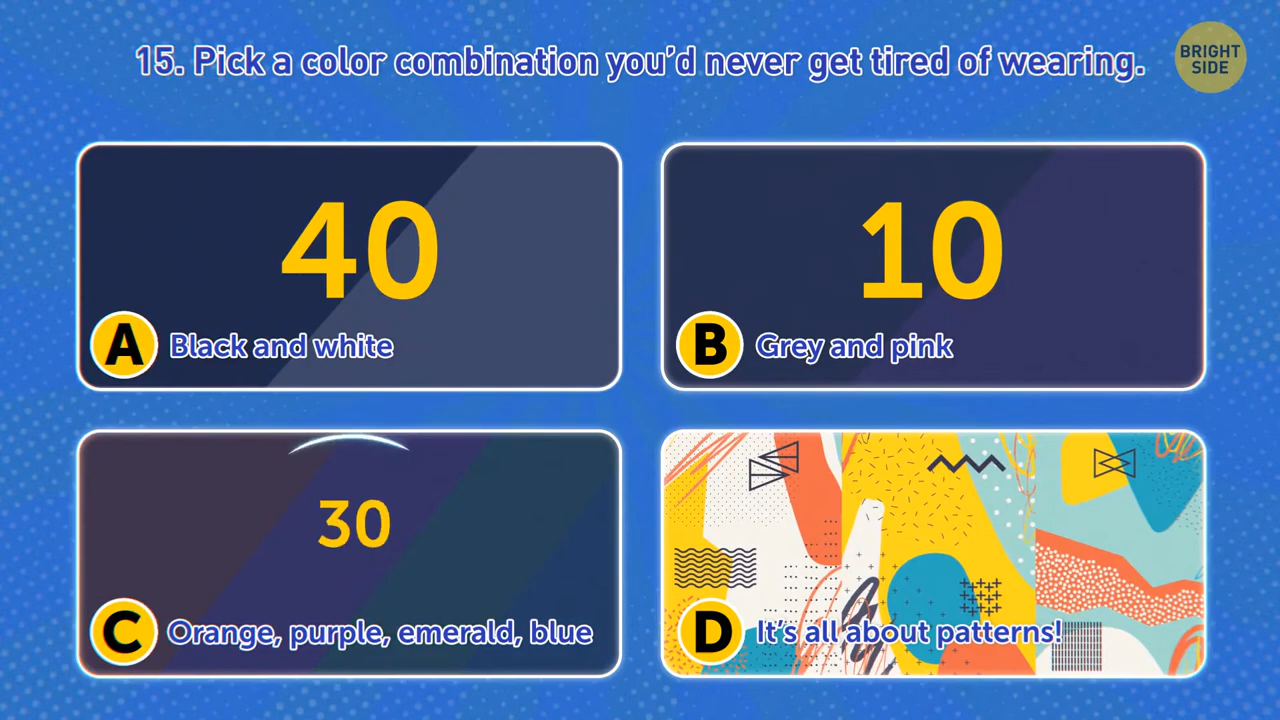 15. Pick a color combination you'd never get tired of wearing.
BRIGHT
SIDE
40
A Black and white
10
B Grey and pink
30
C Orange, purple, emerald, blue
D It's all about patterns!